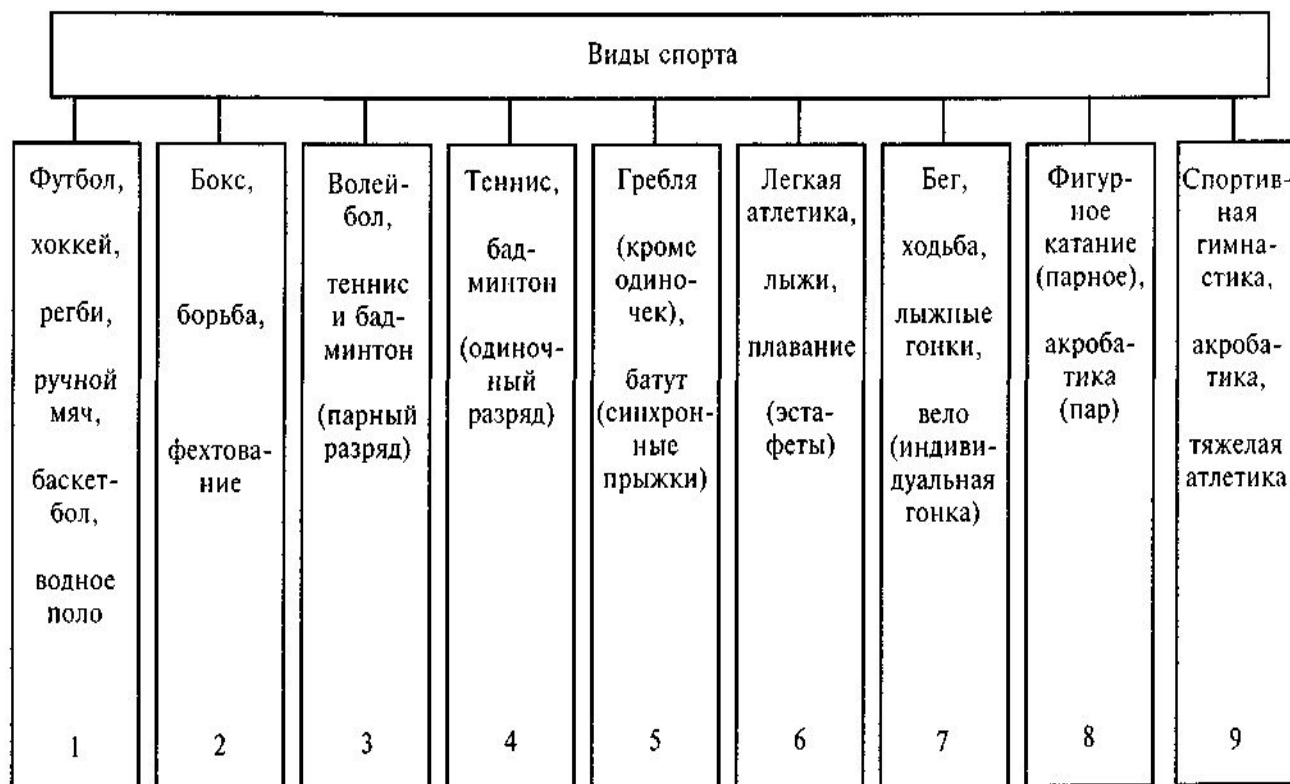 Виды спорта
Футбол,
хоккей,
регби,
ручной
мяч,
баскет-
бол,
водное
поло
1
Бокс,
борьба,
фехтова-
ние
2
Волей-
бол,
теннис
и бад-
минтон
(парный
разряд)
3
Теннис,
бад-
минтон
(одиноч-
ный
разряд)
4
Гребля
(кроме
одино-
чек),
батут
(синхрон-
ные
прыжки)
5
Легкая
атлетика,
лыжи,
плавание
(эста-
феты)
6
Бег,
ходьба,
лыжные
гонки,
вело
(индиви-
дуальная
гонка)
7
Фигур-
ное
катание
(парное),
акроба-
тика
(пар)
8
Спортив-
ная
гимна-
стика,
акроба-
тика,
тяжелая
атлетика
9